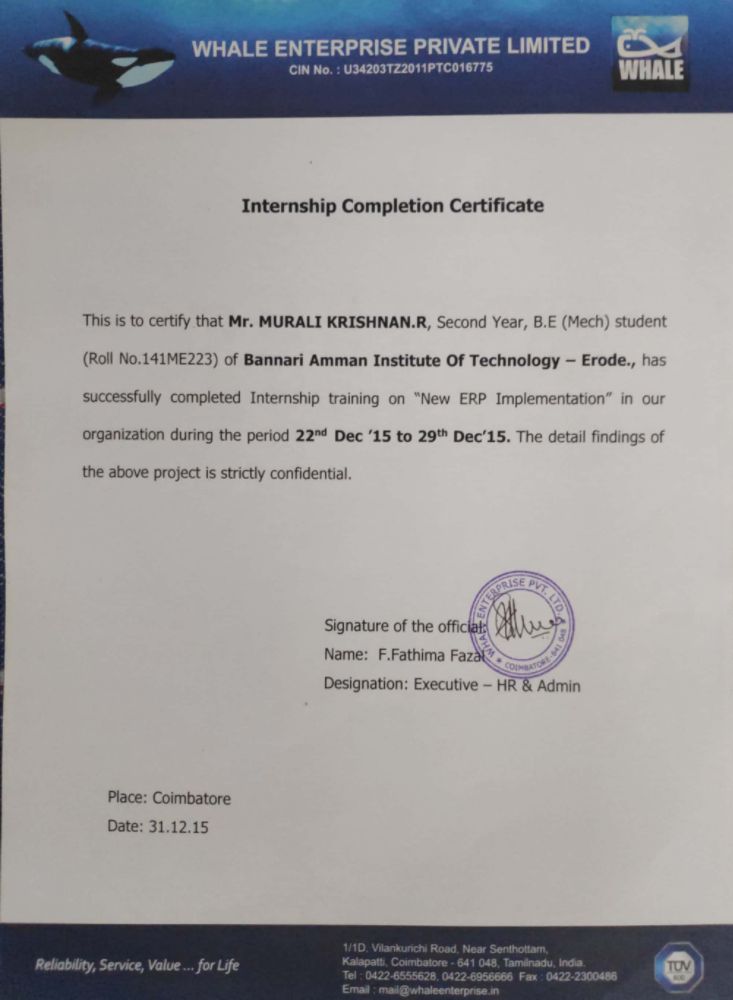 WHALE ENTERPRISE PRIVATE LIMITED
CIN No. : U34203TZ2011PTC016775
WHALE
Internship Completion Certificate
This is to certify that Mr. MURALI KRISHNAN.R, Second Year, B.E (Mech) student
(Roll No.141ME223) of Bannari Amman Institute Of Technology – Erode., has
successfully completed Internship training on “New ERP Implementation” in our
organization during the period 22nd Dec ’15 to 29th Dec’15. The detail findings of
the above project is strictly confidential.
Signature of the official:
Name: F.Fathima Fazal
Designation: Executive – HR & Admin
WHALE ENTERPRISE PVT. LTD.
COIMBATORE-641 048
Place: Coimbatore
Date: 31.12.15
Reliability, Service, Value ... for Life
1/1D, Vilankurichi Road, Near Senthottam,
Kalapatti, Coimbatore - 641 048, Tamilnadu, India.
Tel : 0422-6555628, 0422-6956666 Fax : 0422-2300486
Email : mail@whaleenterprise.in
TÜV